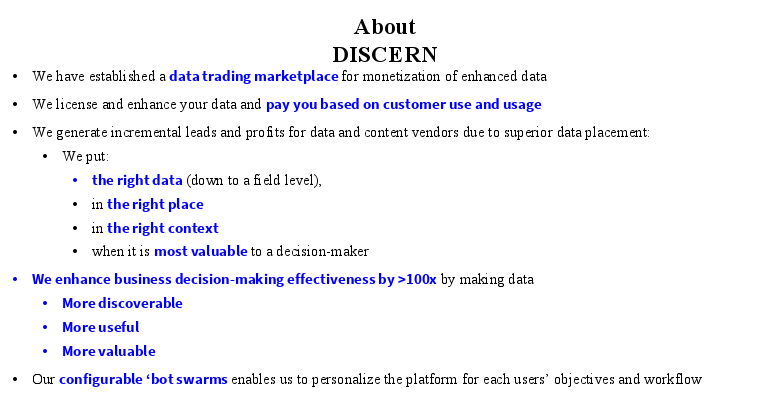 About
DISCERN
• We have established a data trading marketplace for monetization of enhanced data
• We license and enhance your data and pay you based on customer use and usage
• We generate incremental leads and profits for data and content vendors due to superior data placement:
• We put:
• the right data (down to a field level),
• in the right place
• in the right context
• when it is most valuable to a decision-maker
• We enhance business decision-making effectiveness by >100x by making data
• More discoverable
• More useful
• More valuable
• Our configurable ‘bot swarms enables us to personalize the platform for each users’ objectives and workflow